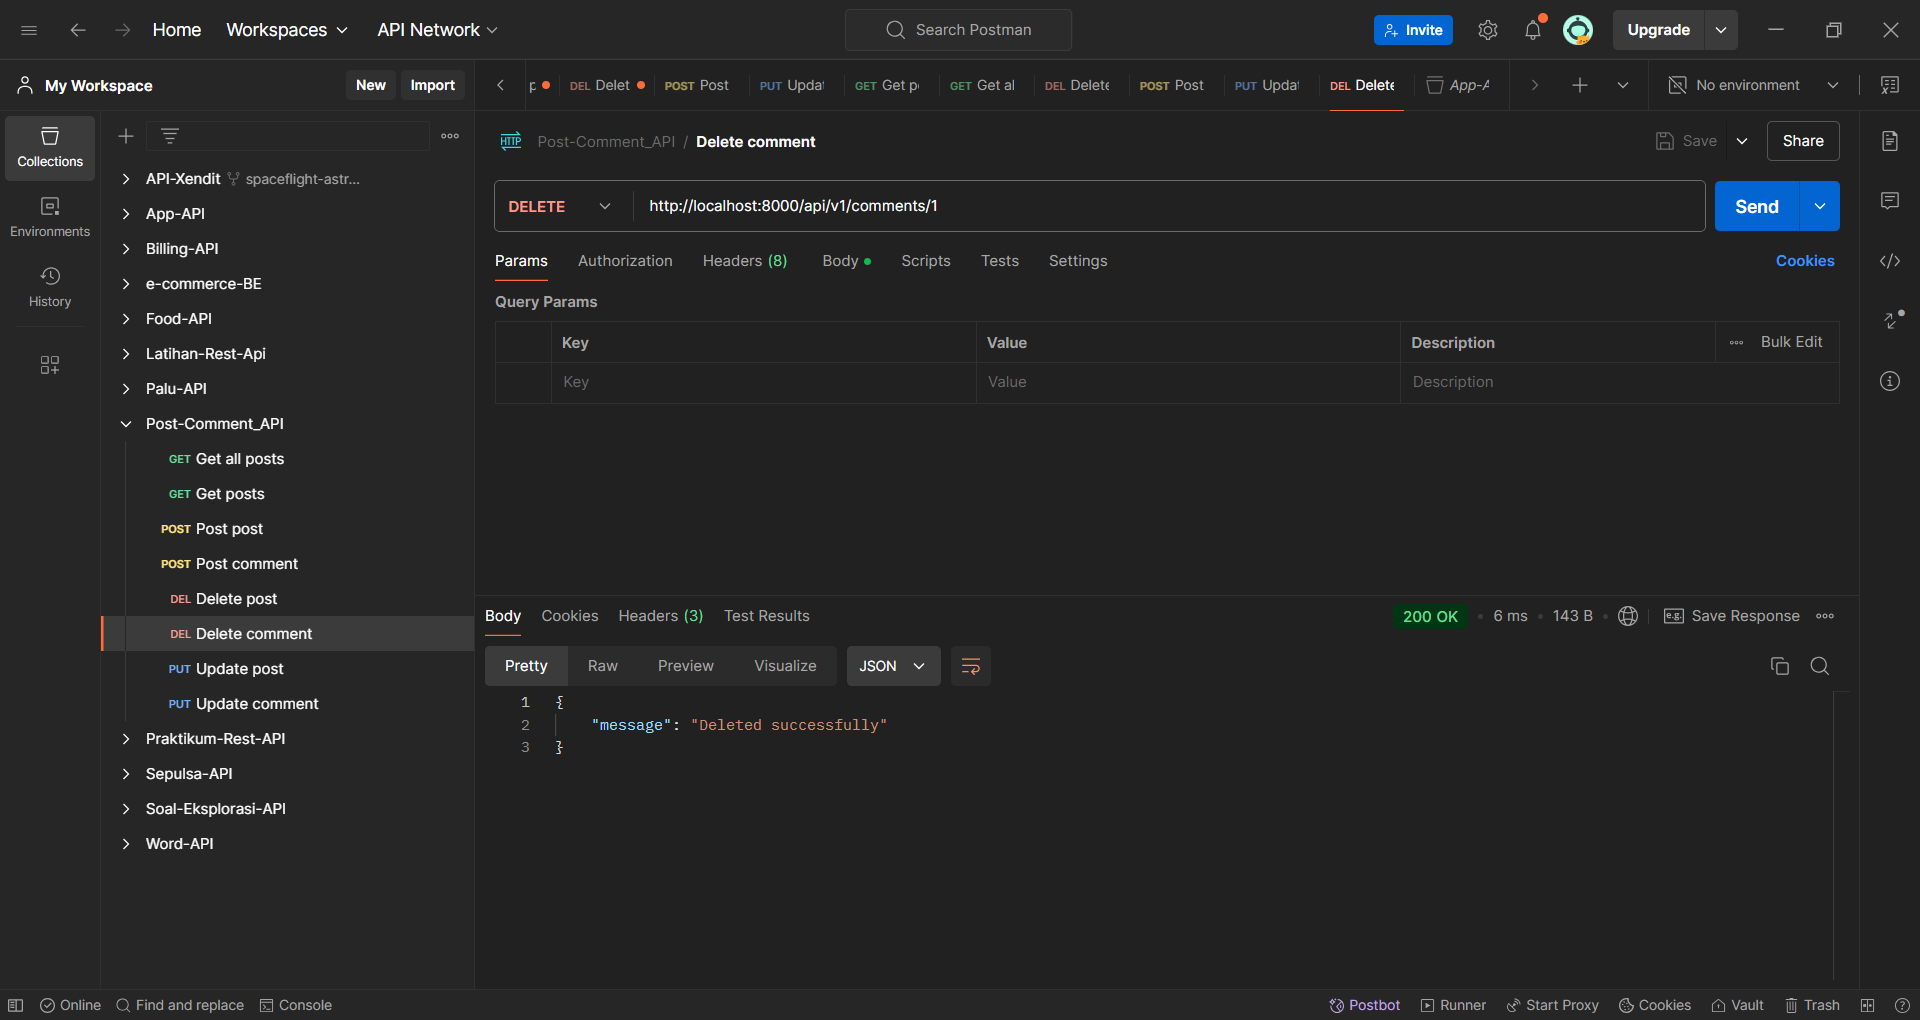 Home Workspaces API Network Search Postman Invite Upgrade
My Workspace New Import
DEL Delet POST Post PUT Updat GET Get p GET Get al DEL Delete POST Post PUT Updat DEL Delete App-A No environment
Collections
Environments
History
API-Xendit spaceflight-astr...
App-API
Billing-API
e-commerce-BE
Food-API
Latihan-Rest-Api
Palu-API
Post-Comment_API
GET Get all posts
GET Get posts
POST Post post
POST Post comment
DEL Delete post
DEL Delete comment
PUT Update post
PUT Update comment
Praktikum-Rest-API
Sepulsa-API
Soal-Eksplorasi-API
Word-API
HTTP Post-Comment_API / Delete comment Save Share
DELETE http://localhost:8000/api/v1/comments/1 Send
Params Authorization Headers (8) Body Scripts Tests Settings Cookies
Query Params
Key Value Description Bulk Edit
Key Value Description
Body Cookies Headers (3) Test Results 200 OK 6 ms 143 B e.g. Save Response
Pretty Raw Preview Visualize JSON
1 {
2 "message": "Deleted successfully"
3 }
Online Find and replace Console Postbot Runner Start Proxy Cookies Vault Trash